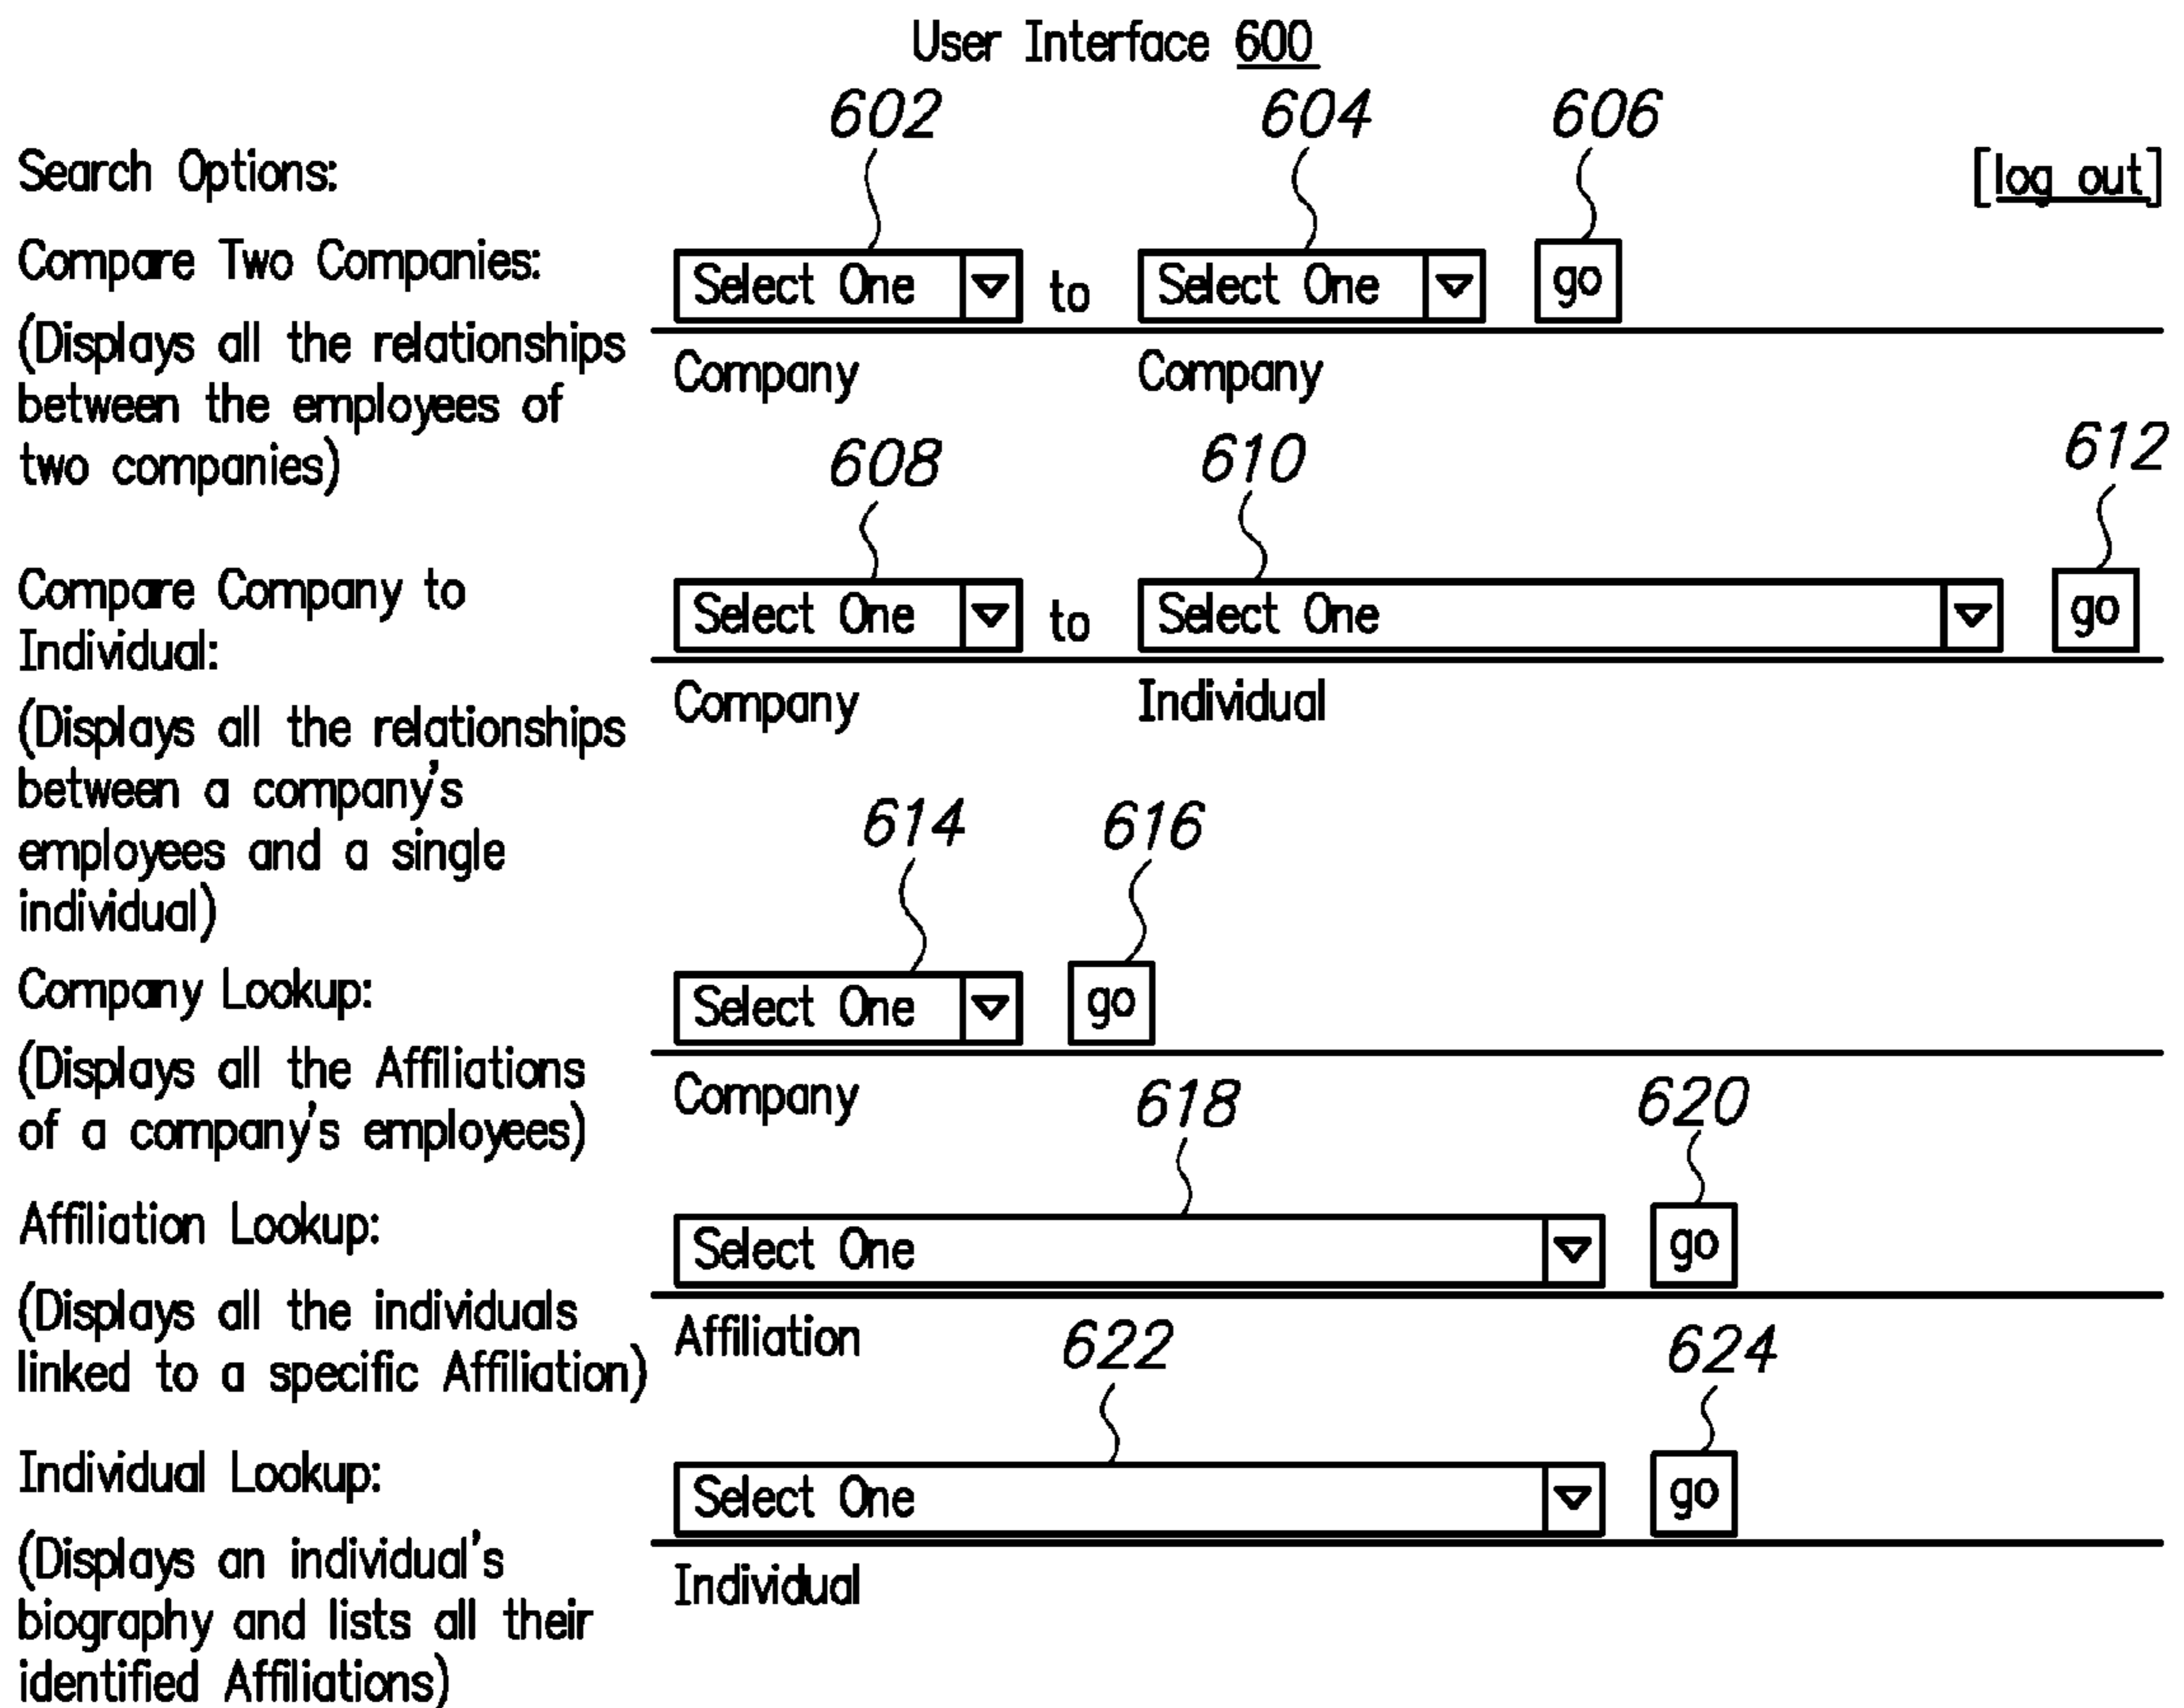 User Interface 600
602 604 606
Search Options:
[log out]
Compare Two Companies:
Select One to Select One go
(Displays all the relationships
between the employees of
two companies)
Company Company
608 610 612
Compare Company to
Individual:
Select One to Select One go
Company Individual
(Displays all the relationships
between a company's
employees and a single
individual)
614 616
Company Lookup:
Select One go
(Displays all the Affiliations
of a company's employees)
Company
618 620
Affiliation Lookup:
Select One go
(Displays all the individuals
linked to a specific Affiliation)
Affiliation
622 624
Individual Lookup:
Select One go
(Displays an individual's
biography and lists all their
identified Affiliations)
Individual